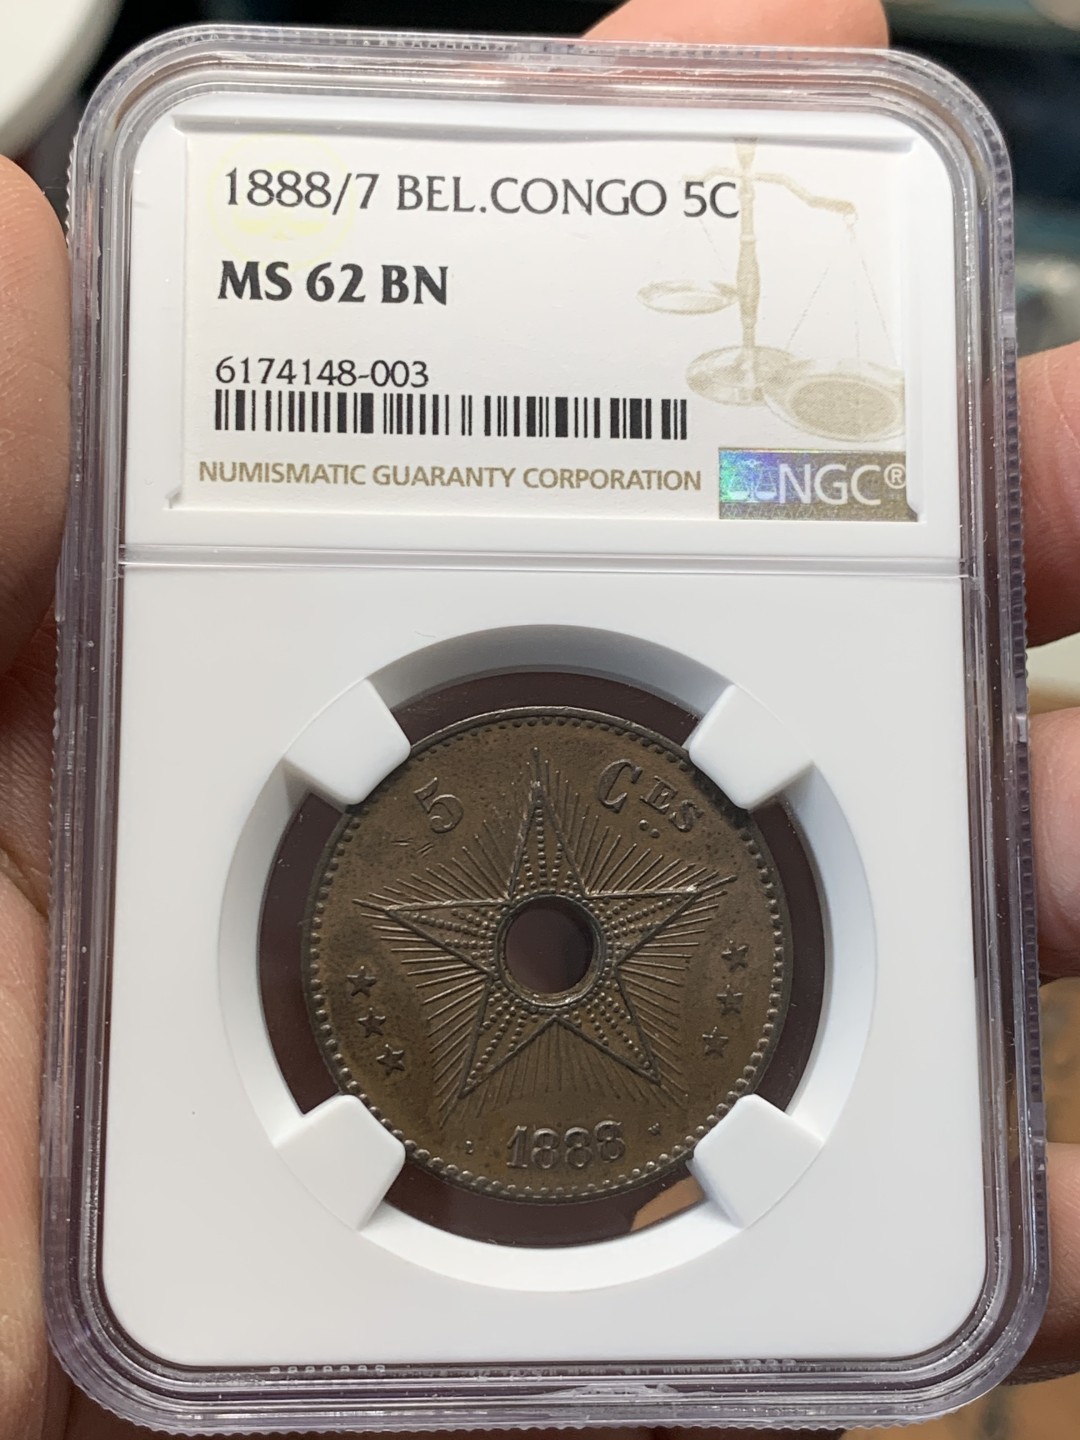 1888/7 BEL.CONGO 5C
MS 62 BN
6174148-003
NUMISMATIC GUARANTY CORPORATION
NGC®
5 CES
1888